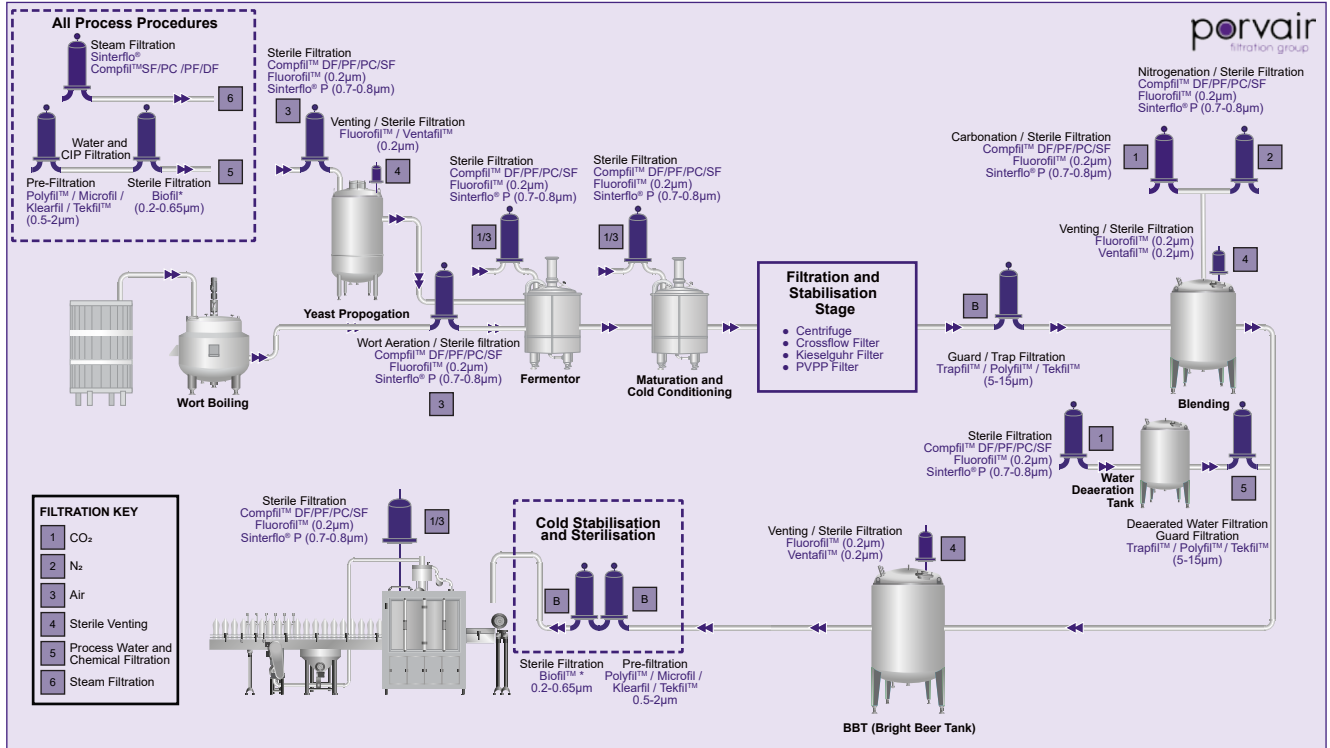 All Process Procedures
Steam Filtration
Sinterflo®
Compfil™SF/PC /PF/DF
6
Water and
CIP Filtration
5
Pre-Filtration
Polyfil™ / Microfil /
Klearfil / Tekfil™
(0.5-2µm)
Sterile Filtration
Biofil*
(0.2-0.65µm)
Sterile Filtration
Compfil™ DF/PF/PC/SF
Fluorofil™ (0.2µm)
Sinterflo® P (0.7-0.8µm)
3
Venting / Sterile Filtration
Fluorofil™ / Ventafil™
(0.2µm)
4
Yeast Propogation
Sterile Filtration
Compfil™ DF/PF/PC/SF
Fluorofil™ (0.2µm)
Sinterflo® P (0.7-0.8µm)
1/3
Sterile Filtration
Compfil™ DF/PF/PC/SF
Fluorofil™ (0.2µm)
Sinterflo® P (0.7-0.8µm)
1/3
porvair
filtration group
Nitrogenation / Sterile Filtration
Compfil™ DF/PF/PC/SF
Fluorofil™ (0.2µm)
Sinterflo® P (0.7-0.8µm)
Carbonation / Sterile Filtration
Compfil™ DF/PF/PC/SF
Fluorofil™ (0.2µm)
Sinterflo® P (0.7-0.8µm)
1
2
Venting / Sterile Filtration
Fluorofil™ (0.2µm)
Ventafil™ (0.2µm)
4
Wort Boiling
Wort Aeration / Sterile filtration
Compfil™ DF/PF/PC/SF
Fluorofil™ (0.2µm)
Sinterflo® P (0.7-0.8µm)
3
Fermentor
Maturation and
Cold Conditioning
Filtration and
Stabilisation
Stage
● Centrifuge
● Crossflow Filter
● Kieselguhr Filter
● PVPP Filter
B
Guard / Trap Filtration
Trapfil™ / Polyfil™ / Tekfil™
(5-15µm)
Blending
Sterile Filtration
Compfil™ DF/PF/PC/SF
Fluorofil™ (0.2µm)
Sinterflo® P (0.7-0.8µm)
1
Water
Deaeration
Tank
5
Deaerated Water Filtration
Guard Filtration
Trapfil™ / Polyfil™ / Tekfil™
(5-15µm)
FILTRATION KEY
1 CO₂
2 N₂
3 Air
4 Sterile Venting
5 Process Water and
Chemical Filtration
6 Steam Filtration
Sterile Filtration
Compfil™ DF/PF/PC/SF
Fluorofil™ (0.2µm)
Sinterflo® P (0.7-0.8µm)
1/3
Cold Stabilisation
and Sterilisation
B
B
Sterile Filtration
Biofil™ *
0.2-0.65µm
Pre-filtration
Polyfil™ / Microfil /
Klearfil / Tekfil™
0.5-2µm
Venting / Sterile Filtration
Fluorofil™ (0.2µm)
Ventafil™ (0.2µm)
4
BBT (Bright Beer Tank)